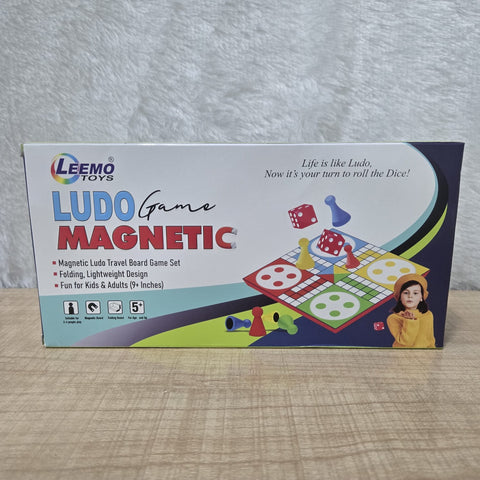 LEEMO®
TOYS
LUDO Game
MAGNETIC
▪ Magnetic Ludo Travel Board Game Set
▪ Folding, Lightweight Design
▪ Fun for Kids & Adults (9+ Inches)
5+
Life is like Ludo,
Now it's your turn to roll the Dice!